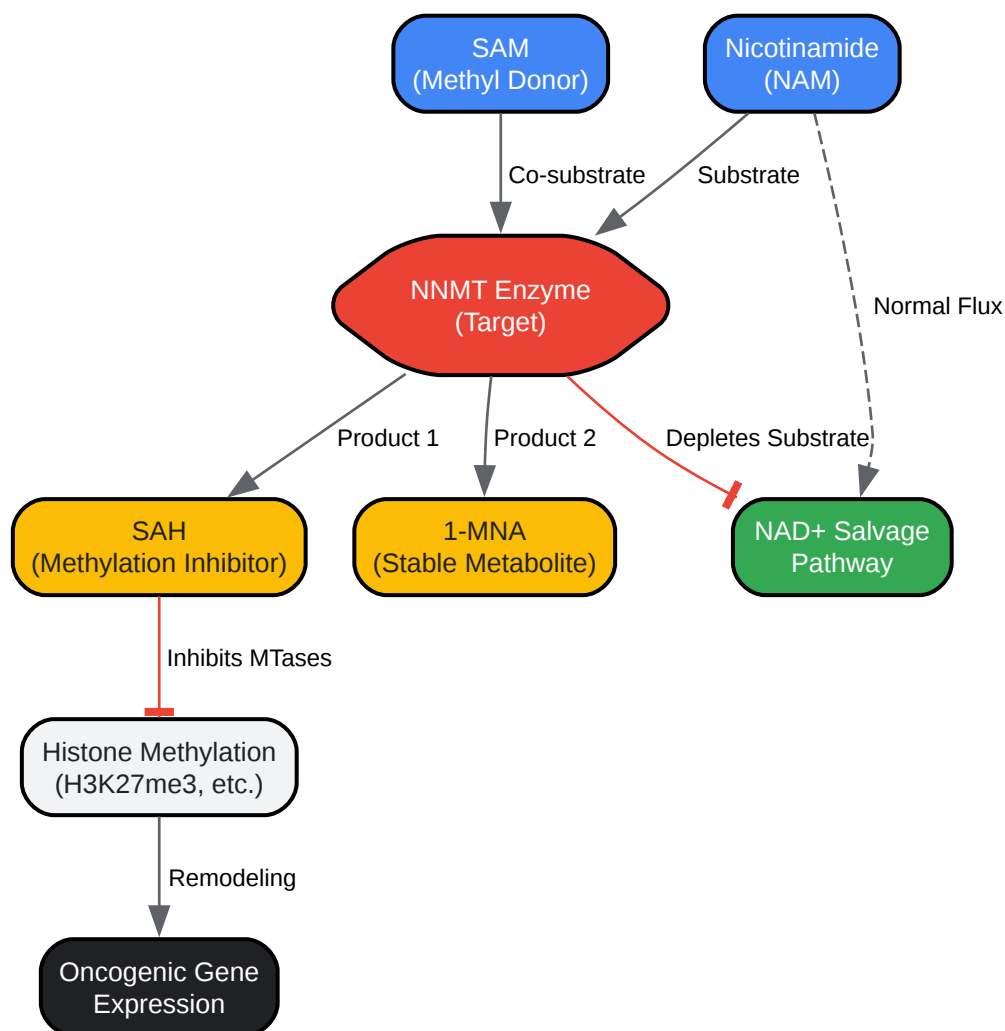 SAM
(Methyl Donor)
Nicotinamide
(NAM)
Co-substrate
Substrate
NNMT Enzyme
(Target)
Normal Flux
Product 1
Product 2
Depletes Substrate
SAH
(Methylation Inhibitor)
1-MNA
(Stable Metabolite)
NAD+ Salvage
Pathway
Inhibits MTases
Histone Methylation
(H3K27me3, etc.)
Remodeling
Oncogenic Gene
Expression